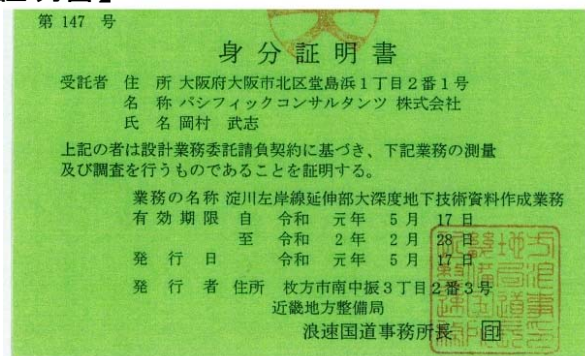 第 147 号
身分証明書
受託者 住 所 大阪府大阪市北区堂島浜1丁目2番1号
名 称 パシフィックコンサルタンツ 株式会社
氏 名 岡村 武志
上記の者は設計業務委託請負契約に基づき、下記業務の測量
及び調査を行うものであることを証明する。
業務の名称 淀川左岸線延伸部大深度地下技術資料作成業務
有効期限 自 令和 元年 5月 17日
至 令和 2年 2月 28日
発 行 日 令和 元年 5月 17日
発 行 者 住所 枚方市南中振3丁目2番3号
近畿地方整備局
浪速国道事務所長 印